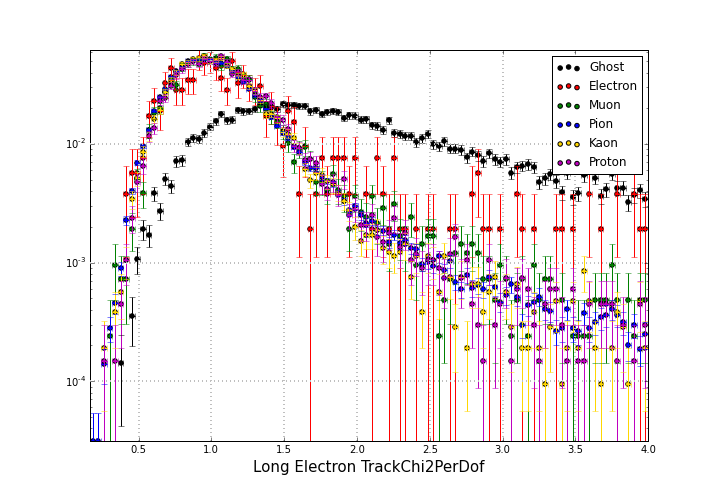 Ghost
Electron
Muon
Pion
Kaon
Proton
10⁻²
10⁻³
10⁻⁴
0.5 1.0 1.5 2.0 2.5 3.0 3.5 4.0
Long Electron TrackChi2PerDof